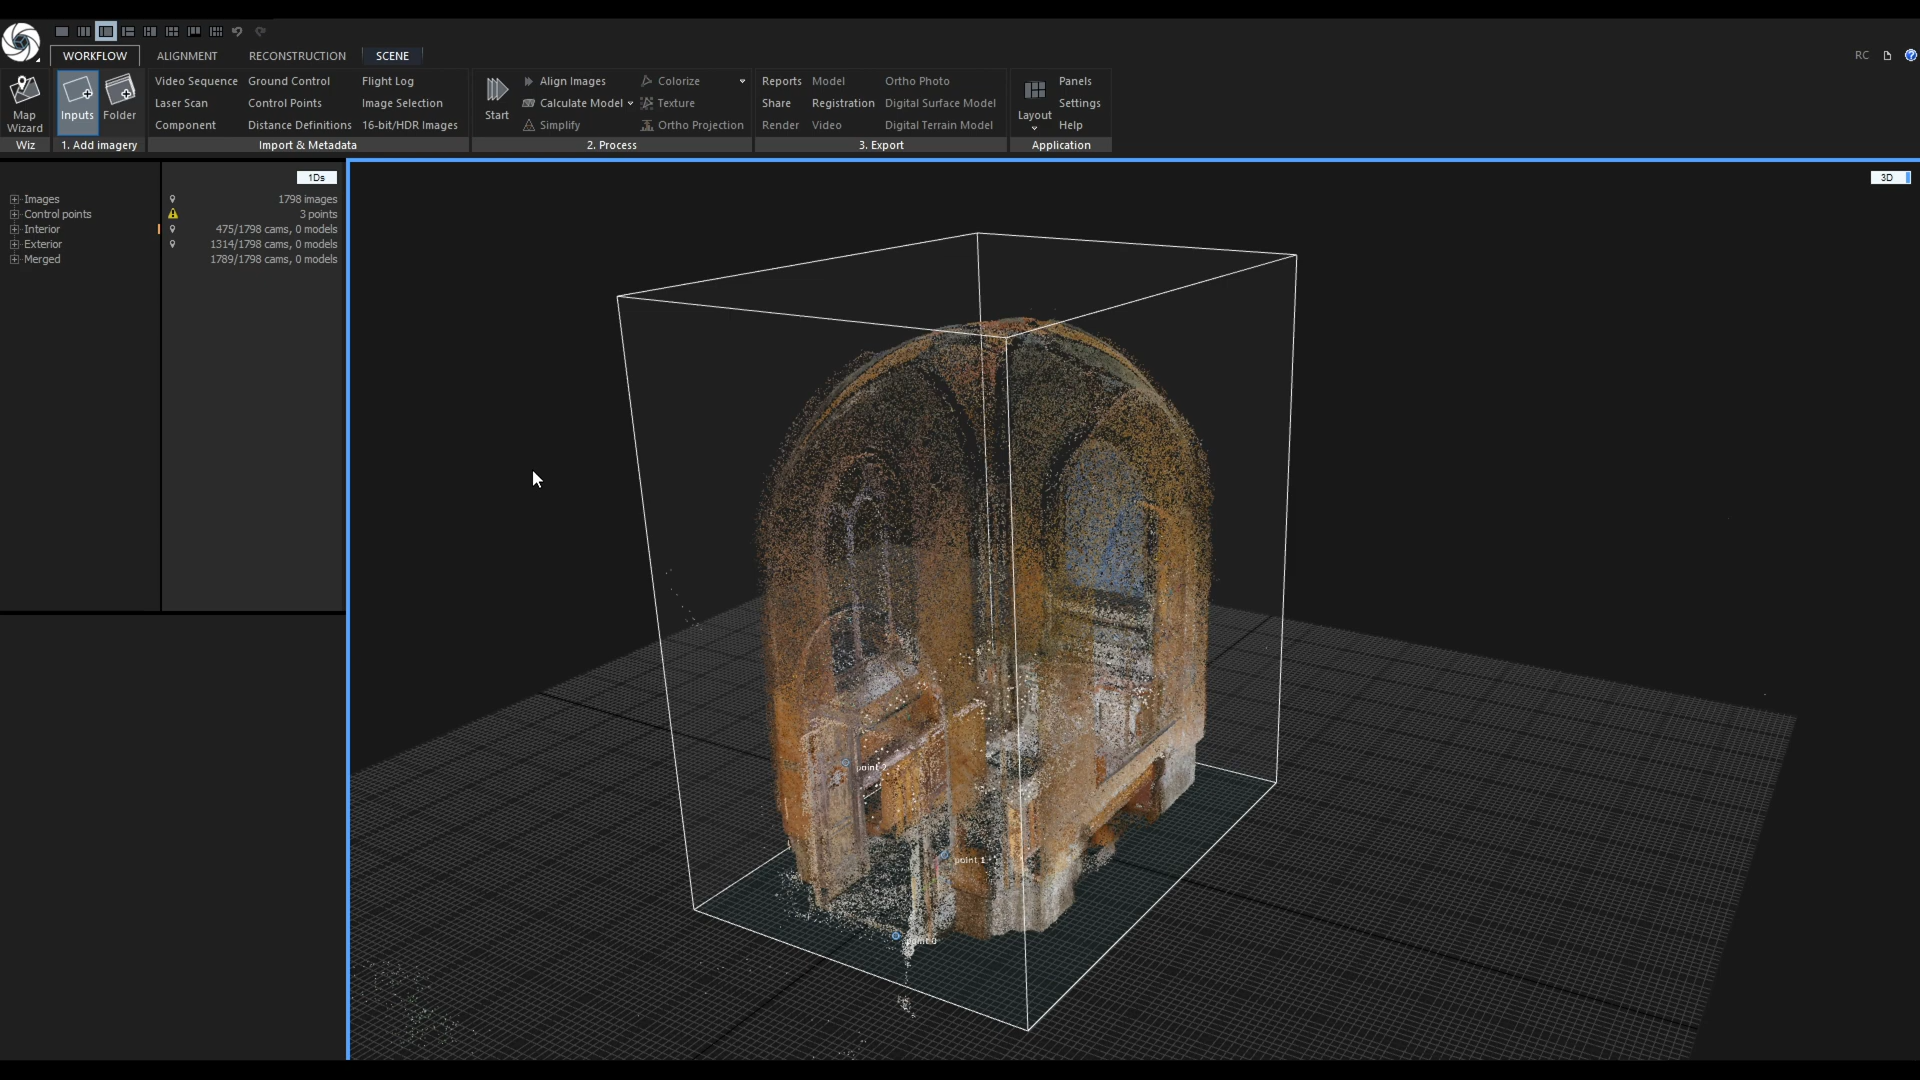 WORKFLOW ALIGNMENT RECONSTRUCTION SCENE
RC
Map Wizard
Inputs
Folder
Video Sequence Ground Control Flight Log
Laser Scan Control Points Image Selection
Component Distance Definitions 16-bit/HDR Images
Start
Align Images Colorize
Calculate Model Texture
Simplify Ortho Projection
Reports Model Ortho Photo
Share Registration Digital Surface Model
Render Video Digital Terrain Model
Layout
Panels
Settings
Help
Wiz 1. Add imagery Import & Metadata 2. Process 3. Export Application
1Ds
3D
Images 1798 images
Control points 3 points
Interior 475/1798 cams, 0 models
Exterior 1314/1798 cams, 0 models
Merged 1789/1798 cams, 0 models
point 2
point 1
point 0